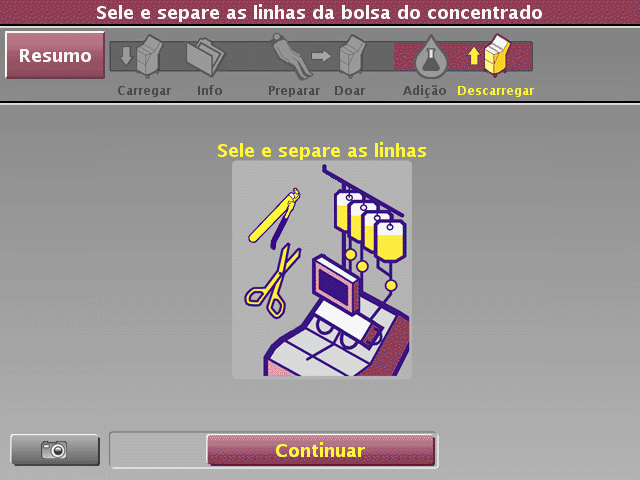 Sele e separe as linhas da bolsa do concentrado
Resumo
Carregar Info Preparar Doar Adição Descarregar
Sele e separe as linhas
Continuar